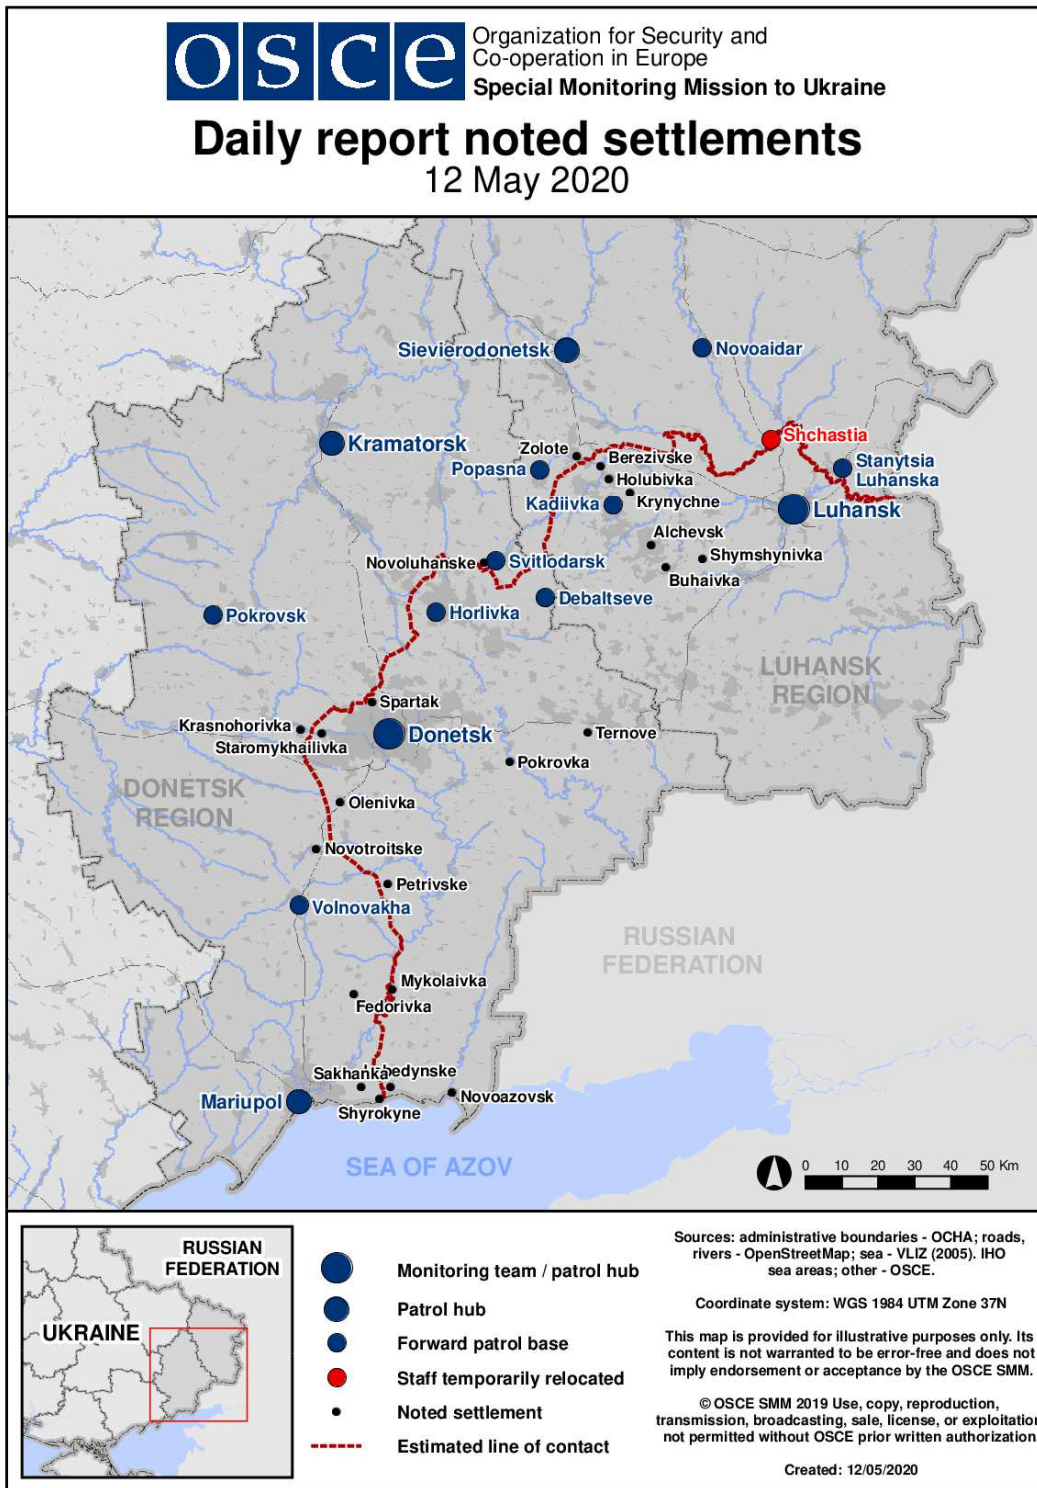 osce
Organization for Security and
Co-operation in Europe
Special Monitoring Mission to Ukraine
Daily report noted settlements
12 May 2020
Sievierodonetsk
Novoaidar
Shchastia
Kramatorsk
Zolote
Berezivske
Popasna
Holubivka
Stanytsia
Luhanska
Kadiivka
Krynychne
Luhansk
Alchevsk
Novoluhanske
Svitlodarsk
Shymshynivka
Buhaivka
Debaltseve
Pokrovsk
Horlivka
LUHANSK
REGION
Spartak
Krasnohorivka
Staromykhailivka
Donetsk
Ternove
Pokrovka
DONETSK
REGION
Olenivka
Novotroitske
Petrivske
Volnovakha
RUSSIAN
FEDERATION
Mykolaivka
Fedorivka
Sakhanka
Mariupol
Novoazovsk
Shyrokyne
SEA OF AZOV
0 10 20 30 40 50 Km
RUSSIAN
FEDERATION
UKRAINE
Monitoring team / patrol hub
Patrol hub
Forward patrol base
Staff temporarily relocated
Noted settlement
Estimated line of contact
Sources: administrative boundaries - OCHA; roads,
rivers - OpenStreetMap; sea - VLIZ (2005). IHO
sea areas; other - OSCE.
Coordinate system: WGS 1984 UTM Zone 37N
This map is provided for illustrative purposes only. Its
content is not warranted to be error-free and does not
imply endorsement or acceptance by the OSCE SMM.
© OSCE SMM 2019 Use, copy, reproduction,
transmission, broadcasting, sale, license, or exploitation
not permitted without OSCE prior written authorization.
Created: 12/05/2020